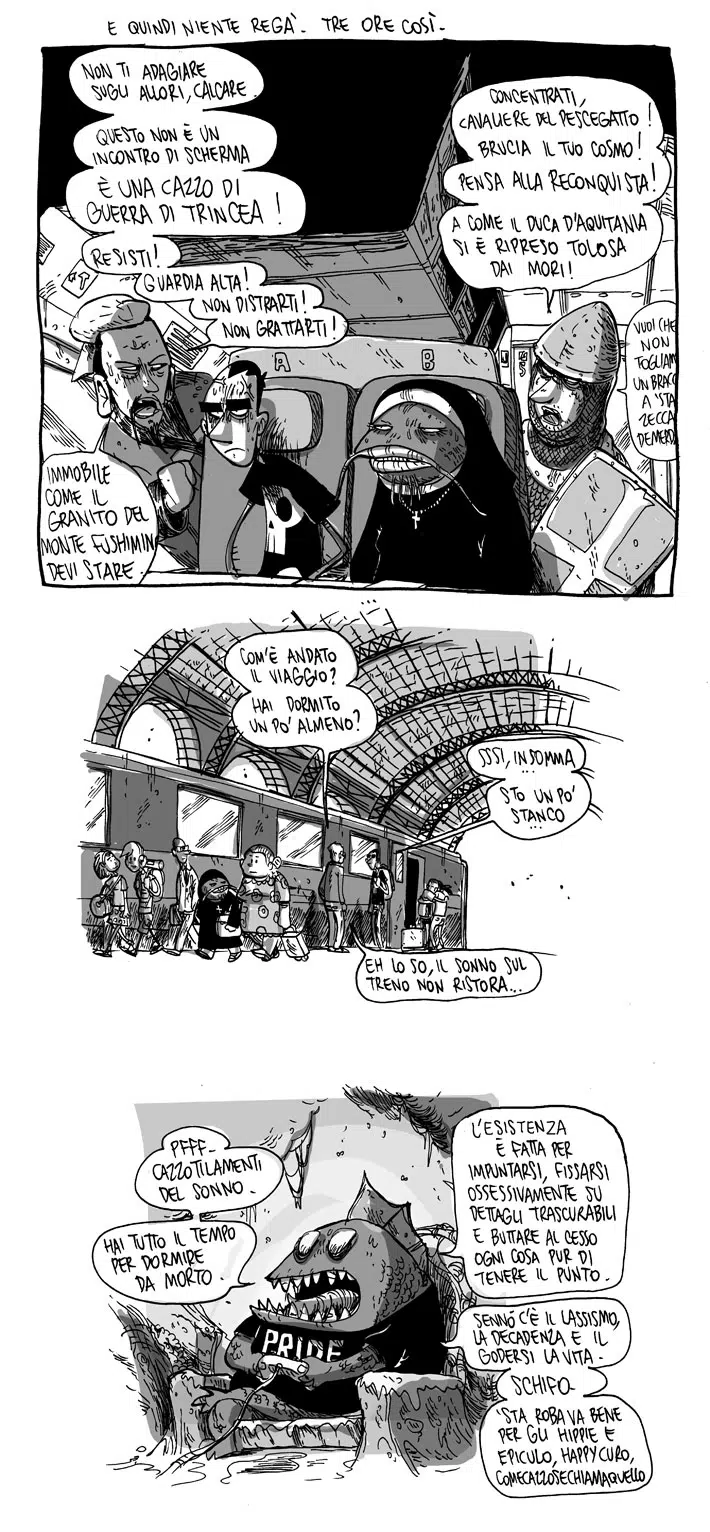 E QUINDI NIENTE REGÀ. TRE ORE COSÌ.
NON TI ADAGIARE
SUGLI ALLORI, CALCARE.
QUESTO NON È UN
INCONTRO DI SCHERMA
È UNA CAZZO DI
GUERRA DI TRINCEA!
RESISTI!
GUARDIA ALTA!
NON DISTRARTI!
NON GRATTARTI!
IMMOBILE
COME IL
GRANITO DEL
MONTE FUSHIMIN
DEVI STARE.
CONCENTRATI,
CAVALIERE DEL PESCEGATTO!
BRUCIA IL TUO COSMO!
PENSA ALLA RECONQUISTA!
A COME IL DUCA D'AQUITANIA
SI È RIPRESO TOLOSA
DAI MORI!
VUOI CHE
NON
TOGLIAM
UN BRACC
A 'STA
ZECCA
DEMERD
A
B
COM'È ANDATO
IL VIAGGIO?
HAI DORMITO
UN PO' ALMENO?
SSSI, INSOMMA
...
STO UN PO'
STANCO
...
EH LO SO, IL SONNO SUL
TRENO NON RISTORA...
PFFF-
CAZZOTILAMENTI
DEL SONNO.
HAI TUTTO IL TEMPO
PER DORMIRE
DA MORTO.
L'ESISTENZA
È FATTA PER
IMPUNTARSI, FISSARSI
OSSESSIVAMENTE SU
DETTAGLI TRASCURABILI
E BUTTARE AL CESSO
OGNI COSA PUR DI
TENERE IL PUNTO.
SENNÒ C'È IL LASSISMO,
LA DECADENZA E IL
GODERSI LA VITA.
SCHIFO.
'STA ROBA VA BENE
PER GLI HIPPIE E
EPICULO, HAPPYCURO,
COMECAZZOSECHIAMAQUELLO
PRIDE